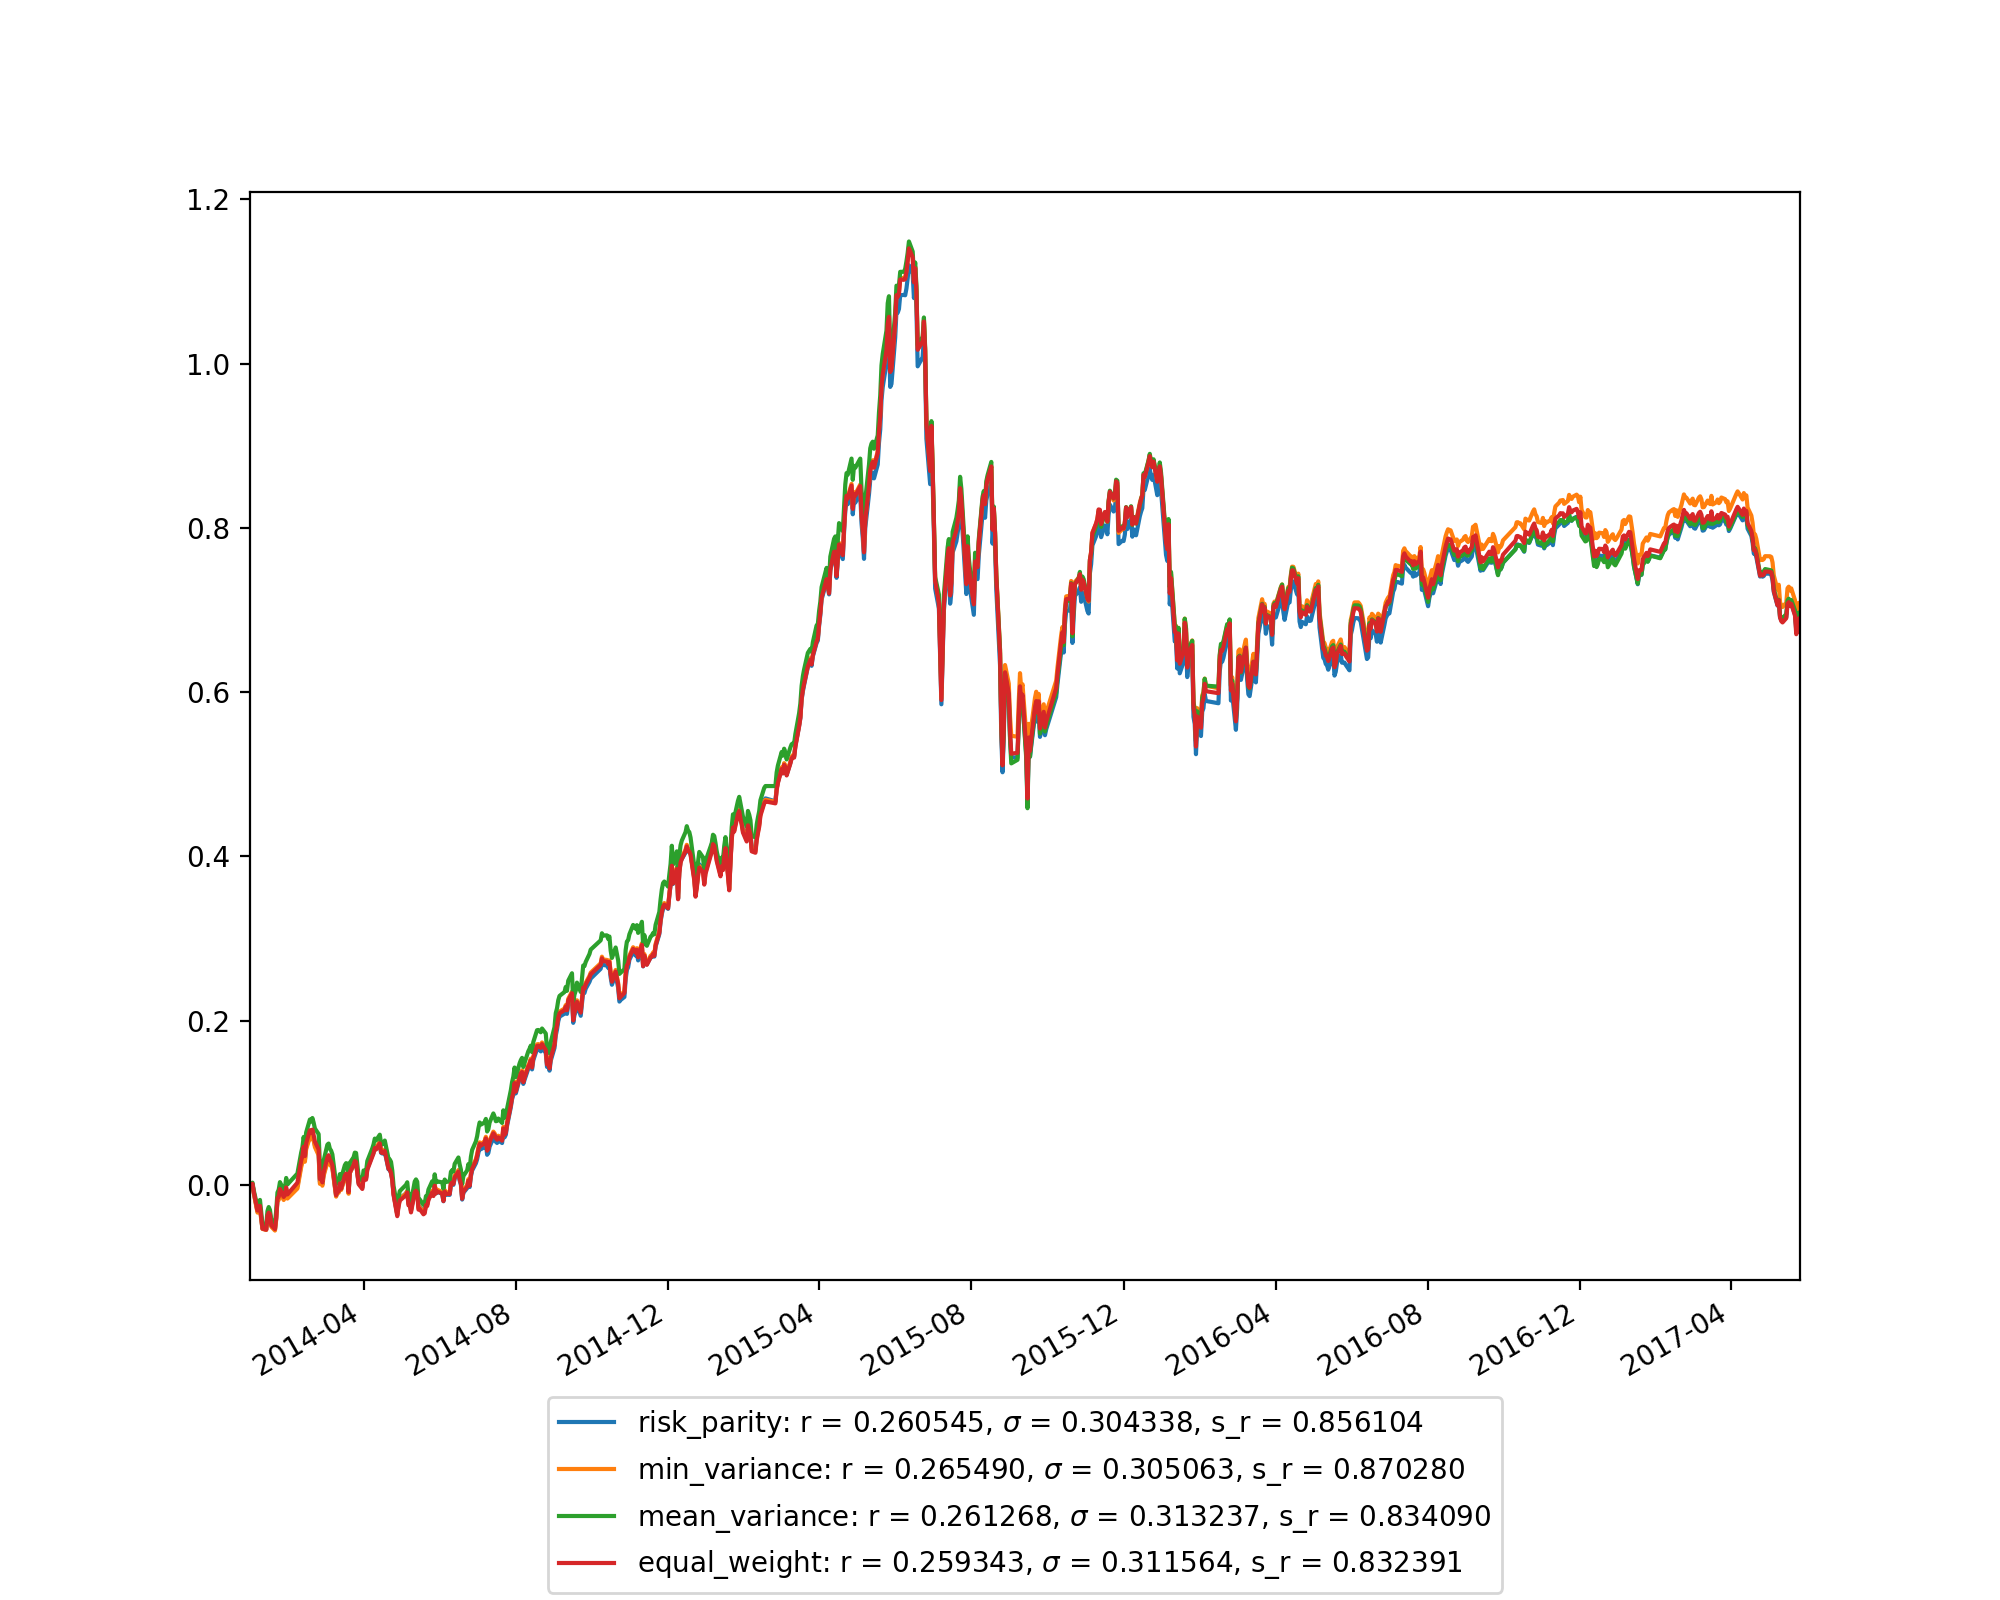 1.2
1.0
0.8
0.6
0.4
0.2
0.0
2014-04 2014-08 2014-12 2015-04 2015-08 2015-12 2016-04 2016-08 2016-12 2017-04
risk_parity: r = 0.260545, σ = 0.304338, s_r = 0.856104
min_variance: r = 0.265490, σ = 0.305063, s_r = 0.870280
mean_variance: r = 0.261268, σ = 0.313237, s_r = 0.834090
equal_weight: r = 0.259343, σ = 0.311564, s_r = 0.832391